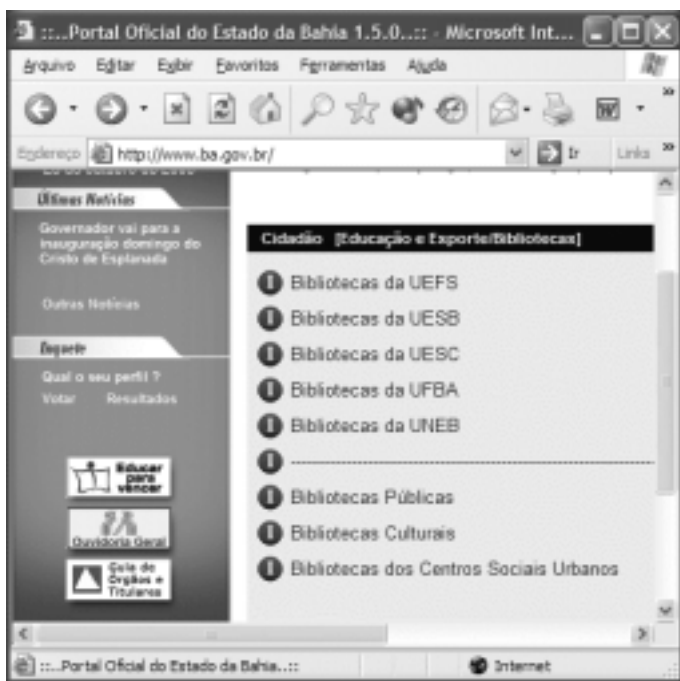 ::..Portal Oficial do Estado da Bahia 1.5.0..:: - Microsoft Int...
Arquivo Editar Exibir Favoritos Ferramentas Ajuda
Endereço http://www.ba.gov.br/ Ir Links
Últimas Notícias
Governador vai para a
inauguração domingo do
Cristo de Esplanada
Outras Notícias
Enquete
Qual o seu perfil ?
Votar Resultados
Educar
para
vencer
Ouvidoria Geral
Guia de
Órgãos e
Titulares
Cidadão [Educação e Esporte/Bibliotecas]
Bibliotecas da UEFS
Bibliotecas da UESB
Bibliotecas da UESC
Bibliotecas da UFBA
Bibliotecas da UNEB
Bibliotecas Públicas
Bibliotecas Culturais
Bibliotecas dos Centros Sociais Urbanos
::..Portal Oficial do Estado da Bahia..:: Internet